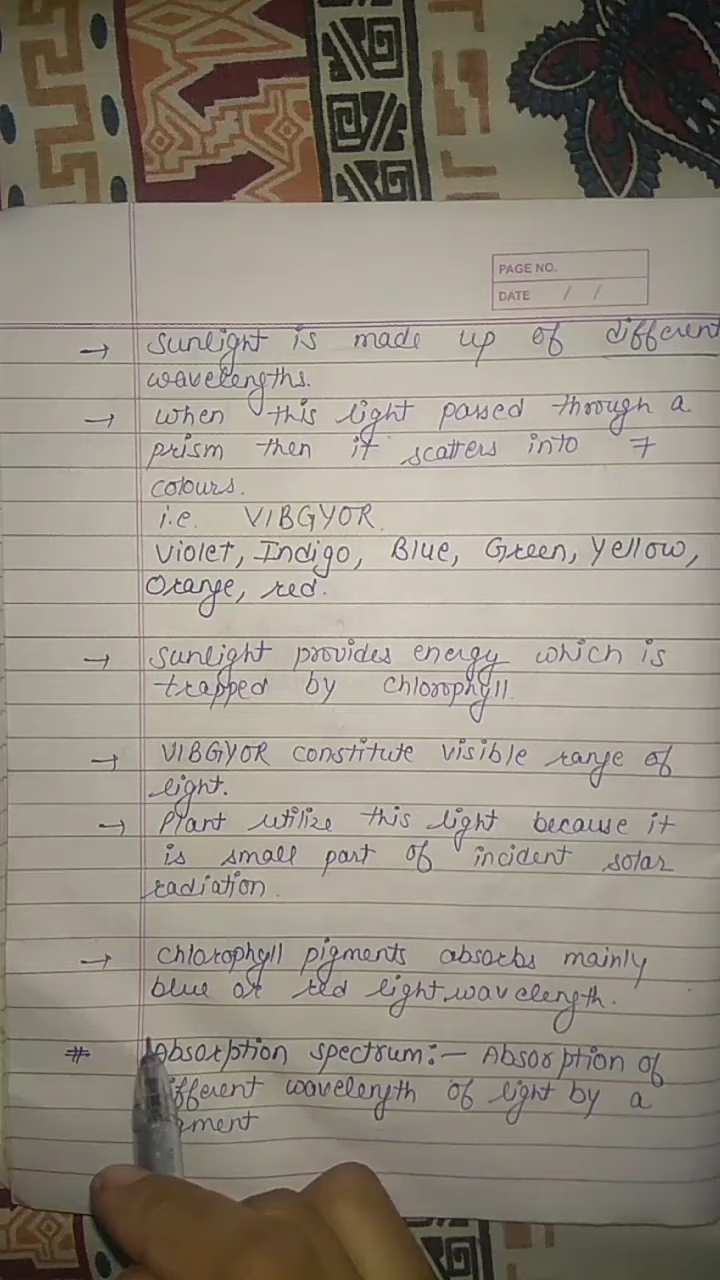 PAGE NO.
DATE / /
→ Sunlight is made up of different
wavelengths.
→ when this light passed through a
prism then it scatters into 7
colours.
i.e. VIBGYOR
Violet, Indigo, Blue, Green, Yellow,
Orange, red.
→ Sunlight provides energy which is
trapped by chlorophyll.
→ VIBGYOR constitute visible range of
light.
→ Plant utilize this light because it
is small part of incident solar
radiation.
→ chlorophyll pigments absorbs mainly
blue or red light wavelength.
# Absorption spectrum:- Absorption of
ifferent wavelength of light by a
gment